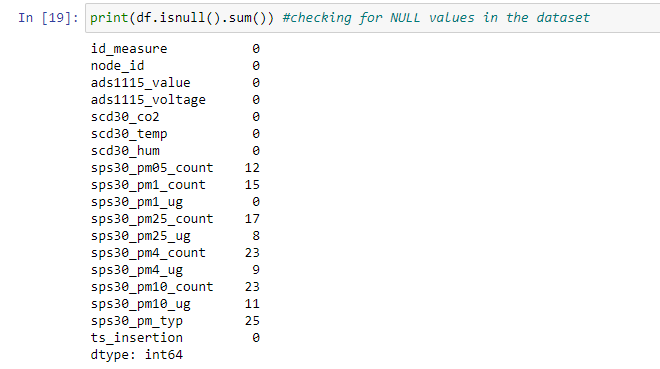 In [19]: print(df.isnull().sum()) #checking for NULL values in the dataset
id_measure 0
node_id 0
ads1115_value 0
ads1115_voltage 0
scd30_co2 0
scd30_temp 0
scd30_hum 0
sps30_pm05_count 12
sps30_pm1_count 15
sps30_pm1_ug 0
sps30_pm25_count 17
sps30_pm25_ug 8
sps30_pm4_count 23
sps30_pm4_ug 9
sps30_pm10_count 23
sps30_pm10_ug 11
sps30_pm_typ 25
ts_insertion 0
dtype: int64